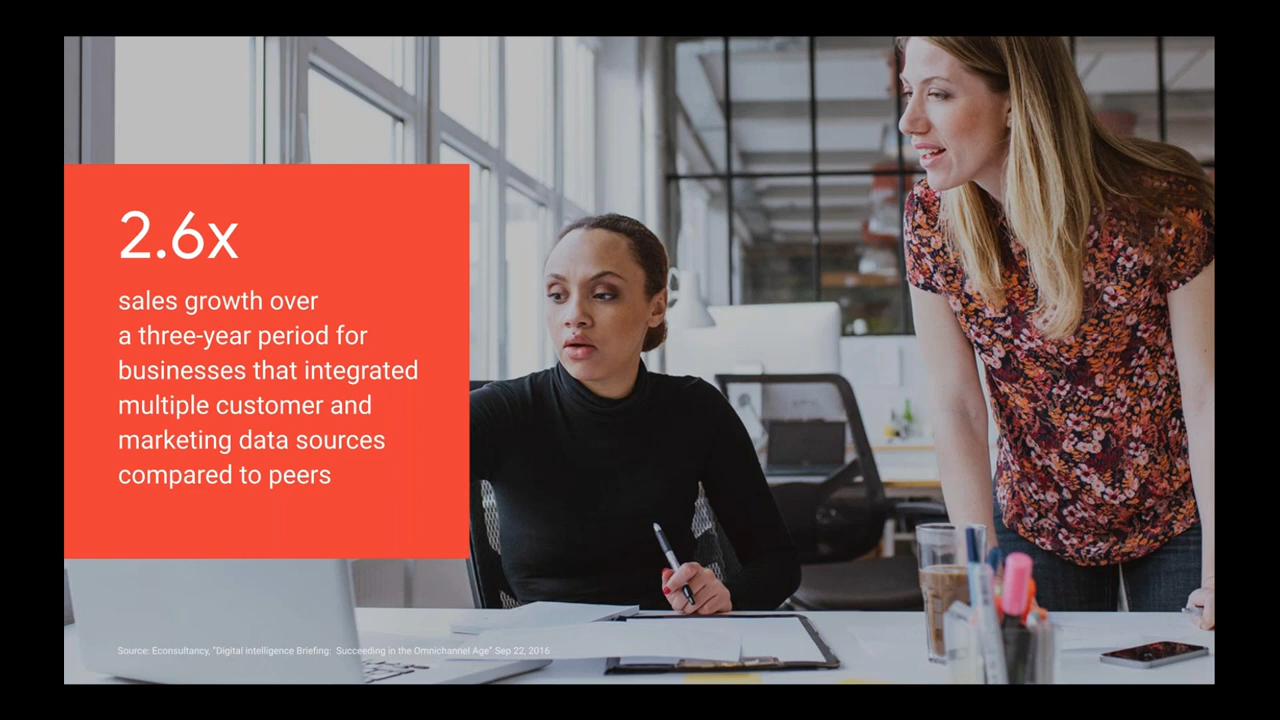 2.6x
sales growth over
a three-year period for
businesses that integrated
multiple customer and
marketing data sources
compared to peers
Source: Econsultancy, "Digital intelligence Briefing: Succeeding in the Omnichannel Age" Sep 22, 2016